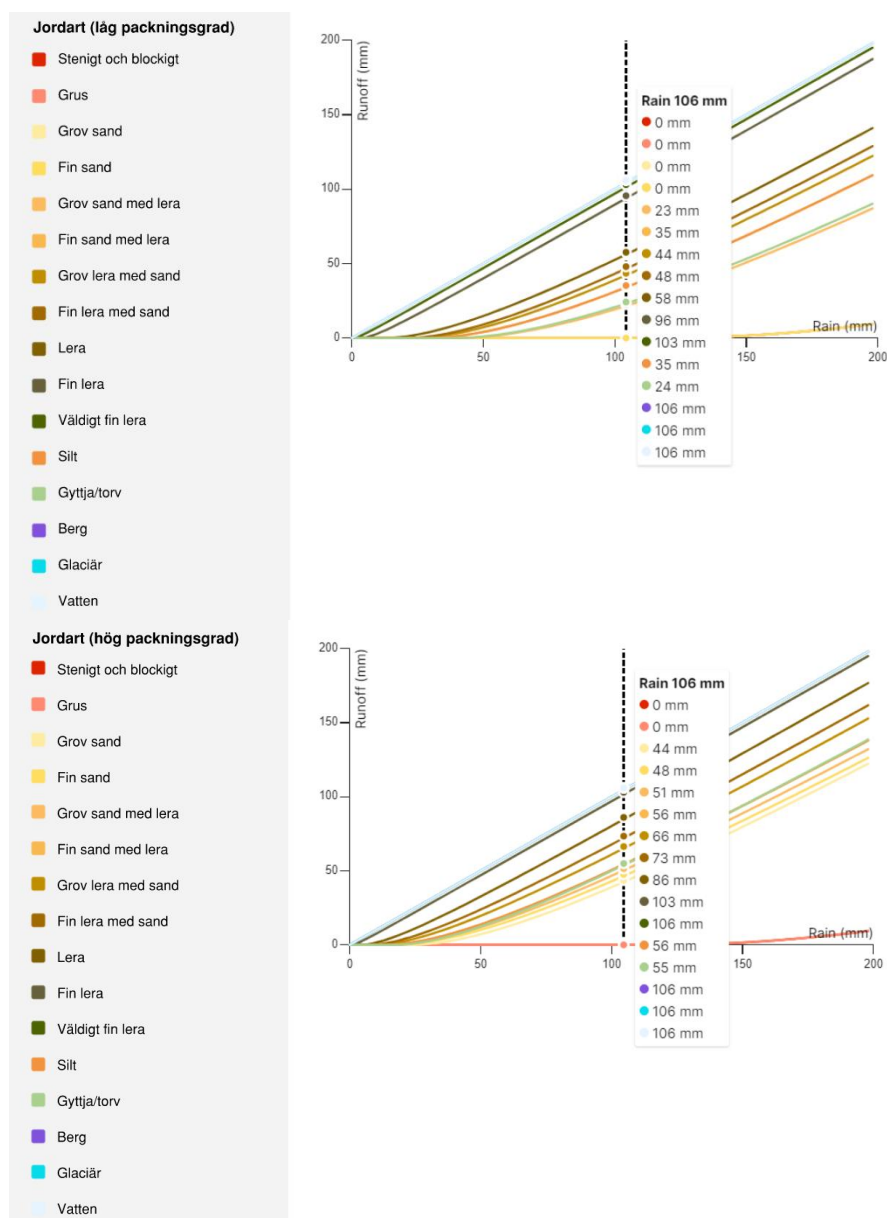 Jordart (låg packningsgrad)
Stenigt och blockigt
Grus
Grov sand
Fin sand
Grov sand med lera
Fin sand med lera
Grov lera med sand
Fin lera med sand
Lera
Fin lera
Väldigt fin lera
Silt
Gyttja/torv
Berg
Glaciär
Vatten
200
150
100
50
0
Runoff (mm)
0
50
100
150
200
Rain (mm)
Rain 106 mm
0 mm
0 mm
0 mm
0 mm
23 mm
35 mm
44 mm
48 mm
58 mm
96 mm
103 mm
35 mm
24 mm
106 mm
106 mm
106 mm
Jordart (hög packningsgrad)
Stenigt och blockigt
Grus
Grov sand
Fin sand
Grov sand med lera
Fin sand med lera
Grov lera med sand
Fin lera med sand
Lera
Fin lera
Väldigt fin lera
Silt
Gyttja/torv
Berg
Glaciär
Vatten
200
150
100
50
0
Runoff (mm)
0
50
100
150
200
Rain (mm)
Rain 106 mm
0 mm
0 mm
44 mm
48 mm
51 mm
56 mm
66 mm
73 mm
86 mm
103 mm
106 mm
56 mm
55 mm
106 mm
106 mm
106 mm